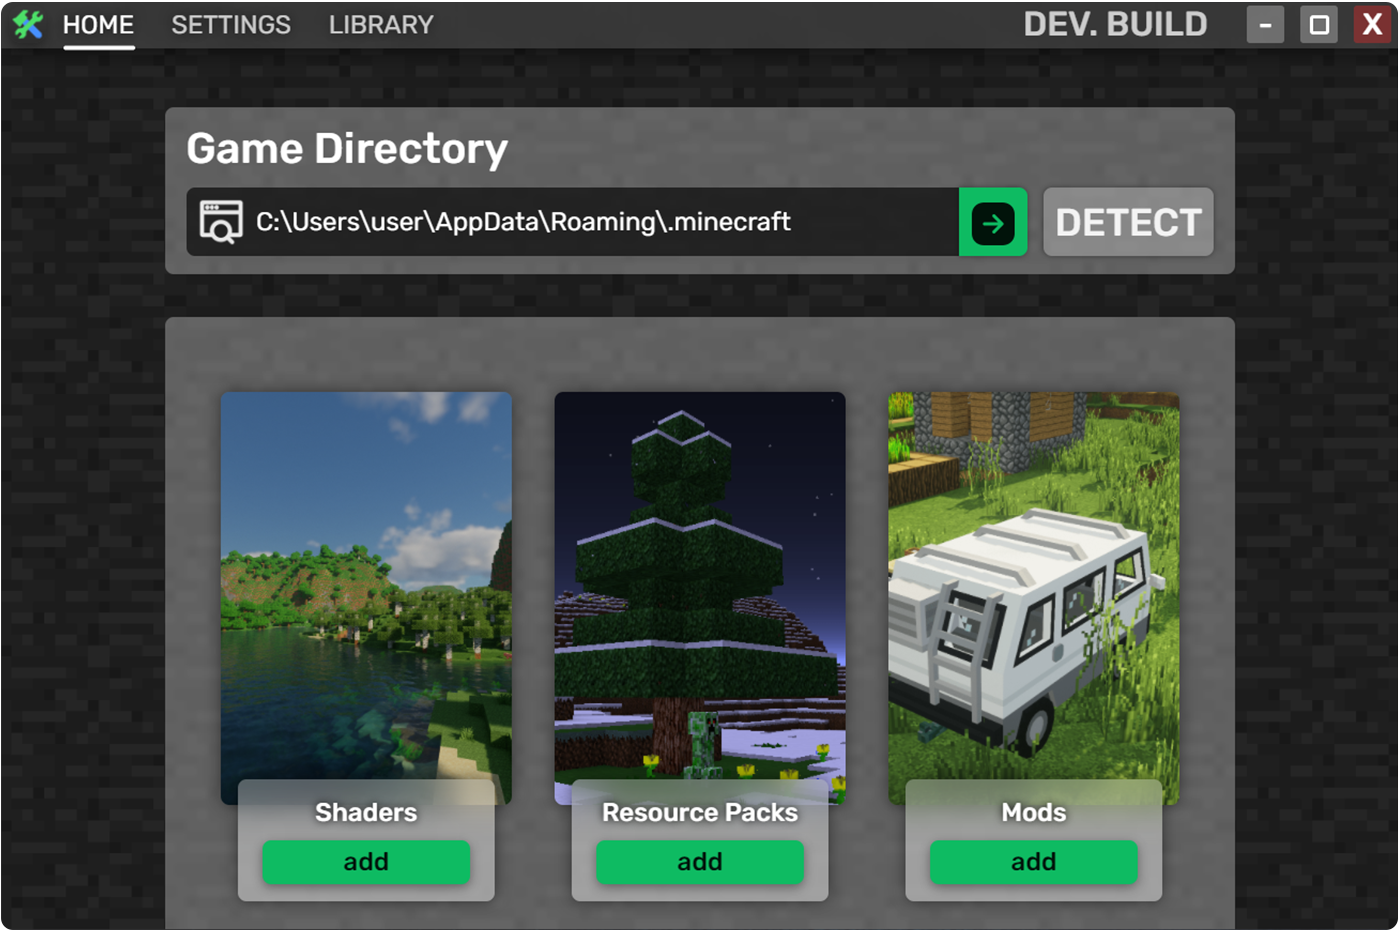 HOME SETTINGS LIBRARY DEV. BUILD - X
Game Directory
C:\Users\user\AppData\Roaming\.minecraft DETECT
Shaders Resource Packs Mods
add add add